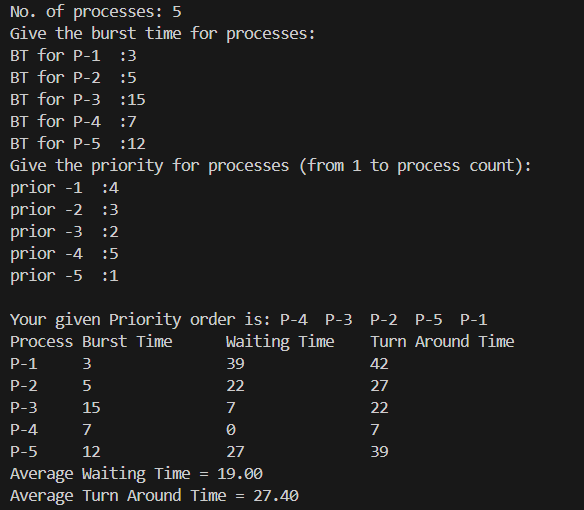 No. of processes: 5
Give the burst time for processes:
BT for P-1  :3
BT for P-2  :5
BT for P-3  :15
BT for P-4  :7
BT for P-5  :12
Give the priority for processes (from 1 to process count):
prior -1  :4
prior -2  :3
prior -3  :2
prior -4  :5
prior -5  :1

Your given Priority order is: P-4  P-3  P-2  P-5  P-1
Process Burst Time      Waiting Time    Turn Around Time
P-1     3               39              42
P-2     5               22              27
P-3     15              7               22
P-4     7               0               7
P-5     12              27              39
Average Waiting Time = 19.00
Average Turn Around Time = 27.40